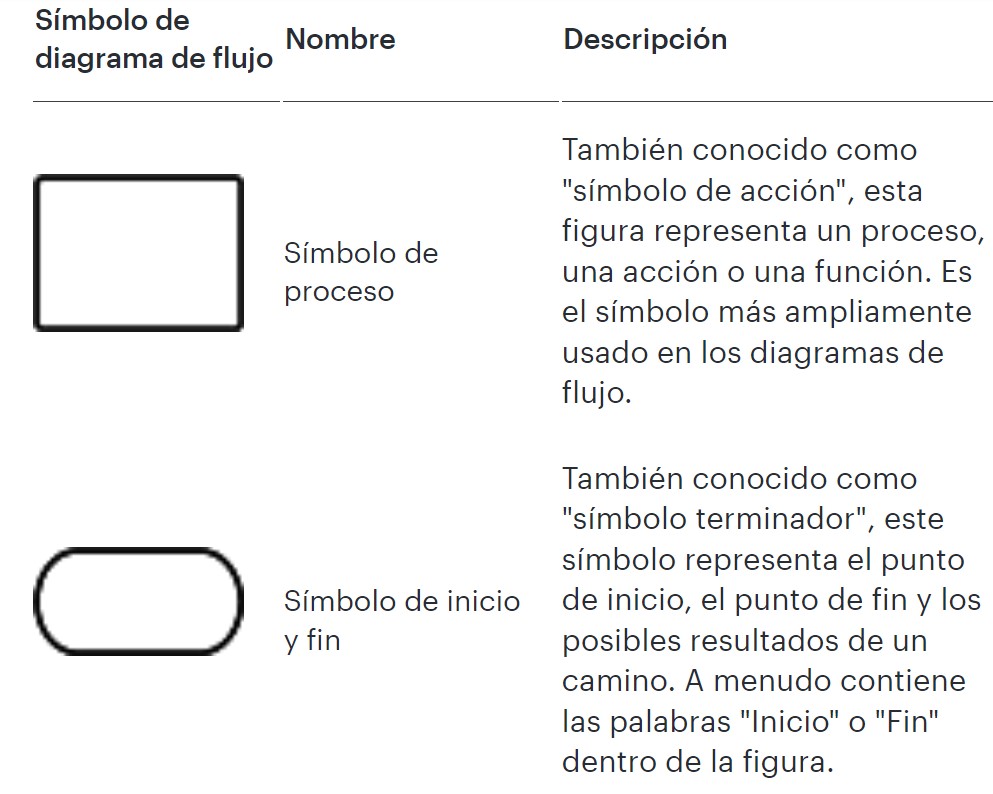 Símbolo de
diagrama de flujo
Nombre
Descripción
Símbolo de
proceso
También conocido como
"símbolo de acción", esta
figura representa un proceso,
una acción o una función. Es
el símbolo más ampliamente
usado en los diagramas de
flujo.
Símbolo de inicio
y fin
También conocido como
"símbolo terminador", este
símbolo representa el punto
de inicio, el punto de fin y los
posibles resultados de un
camino. A menudo contiene
las palabras "Inicio" o "Fin"
dentro de la figura.